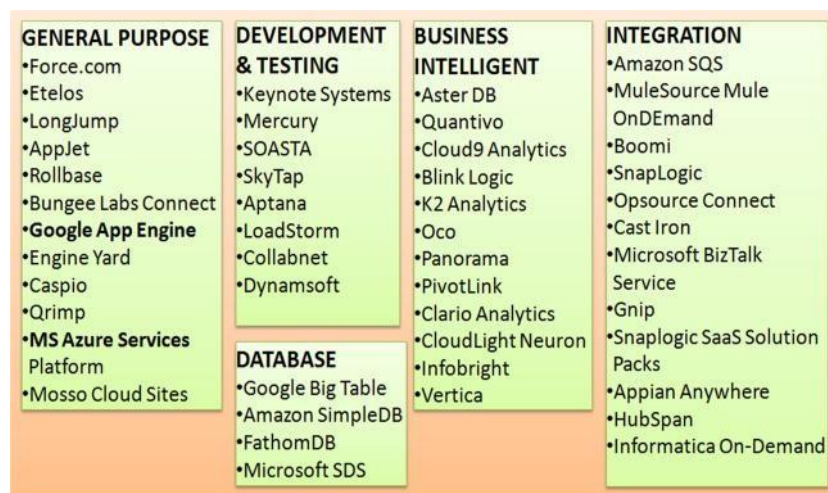 GENERAL PURPOSE
•Force.com
•Etelos
•LongJump
•AppJet
•Rollbase
•Bungee Labs Connect
•Google App Engine
•Engine Yard
•Caspio
•Qrimp
•MS Azure Services
Platform
•Mosso Cloud Sites
DEVELOPMENT
& TESTING
•Keynote Systems
•Mercury
•SOASTA
•SkyTap
•Aptana
•LoadStorm
•Collabnet
•Dynamsoft
DATABASE
•Google Big Table
•Amazon SimpleDB
•FathomDB
•Microsoft SDS
BUSINESS
INTELLIGENT
•Aster DB
•Quantivo
•Cloud9 Analytics
•Blink Logic
•K2 Analytics
•Oco
•Panorama
•PivotLink
•Clario Analytics
•CloudLight Neuron
•Infobright
•Vertica
INTEGRATION
•Amazon SQS
•MuleSource Mule
OnDEmand
•Boomi
•SnapLogic
•Opsource Connect
•Cast Iron
•Microsoft BizTalk
Service
•Gnip
•Snaplogic SaaS Solution
Packs
•Appian Anywhere
•HubSpan
•Informatica On-Demand